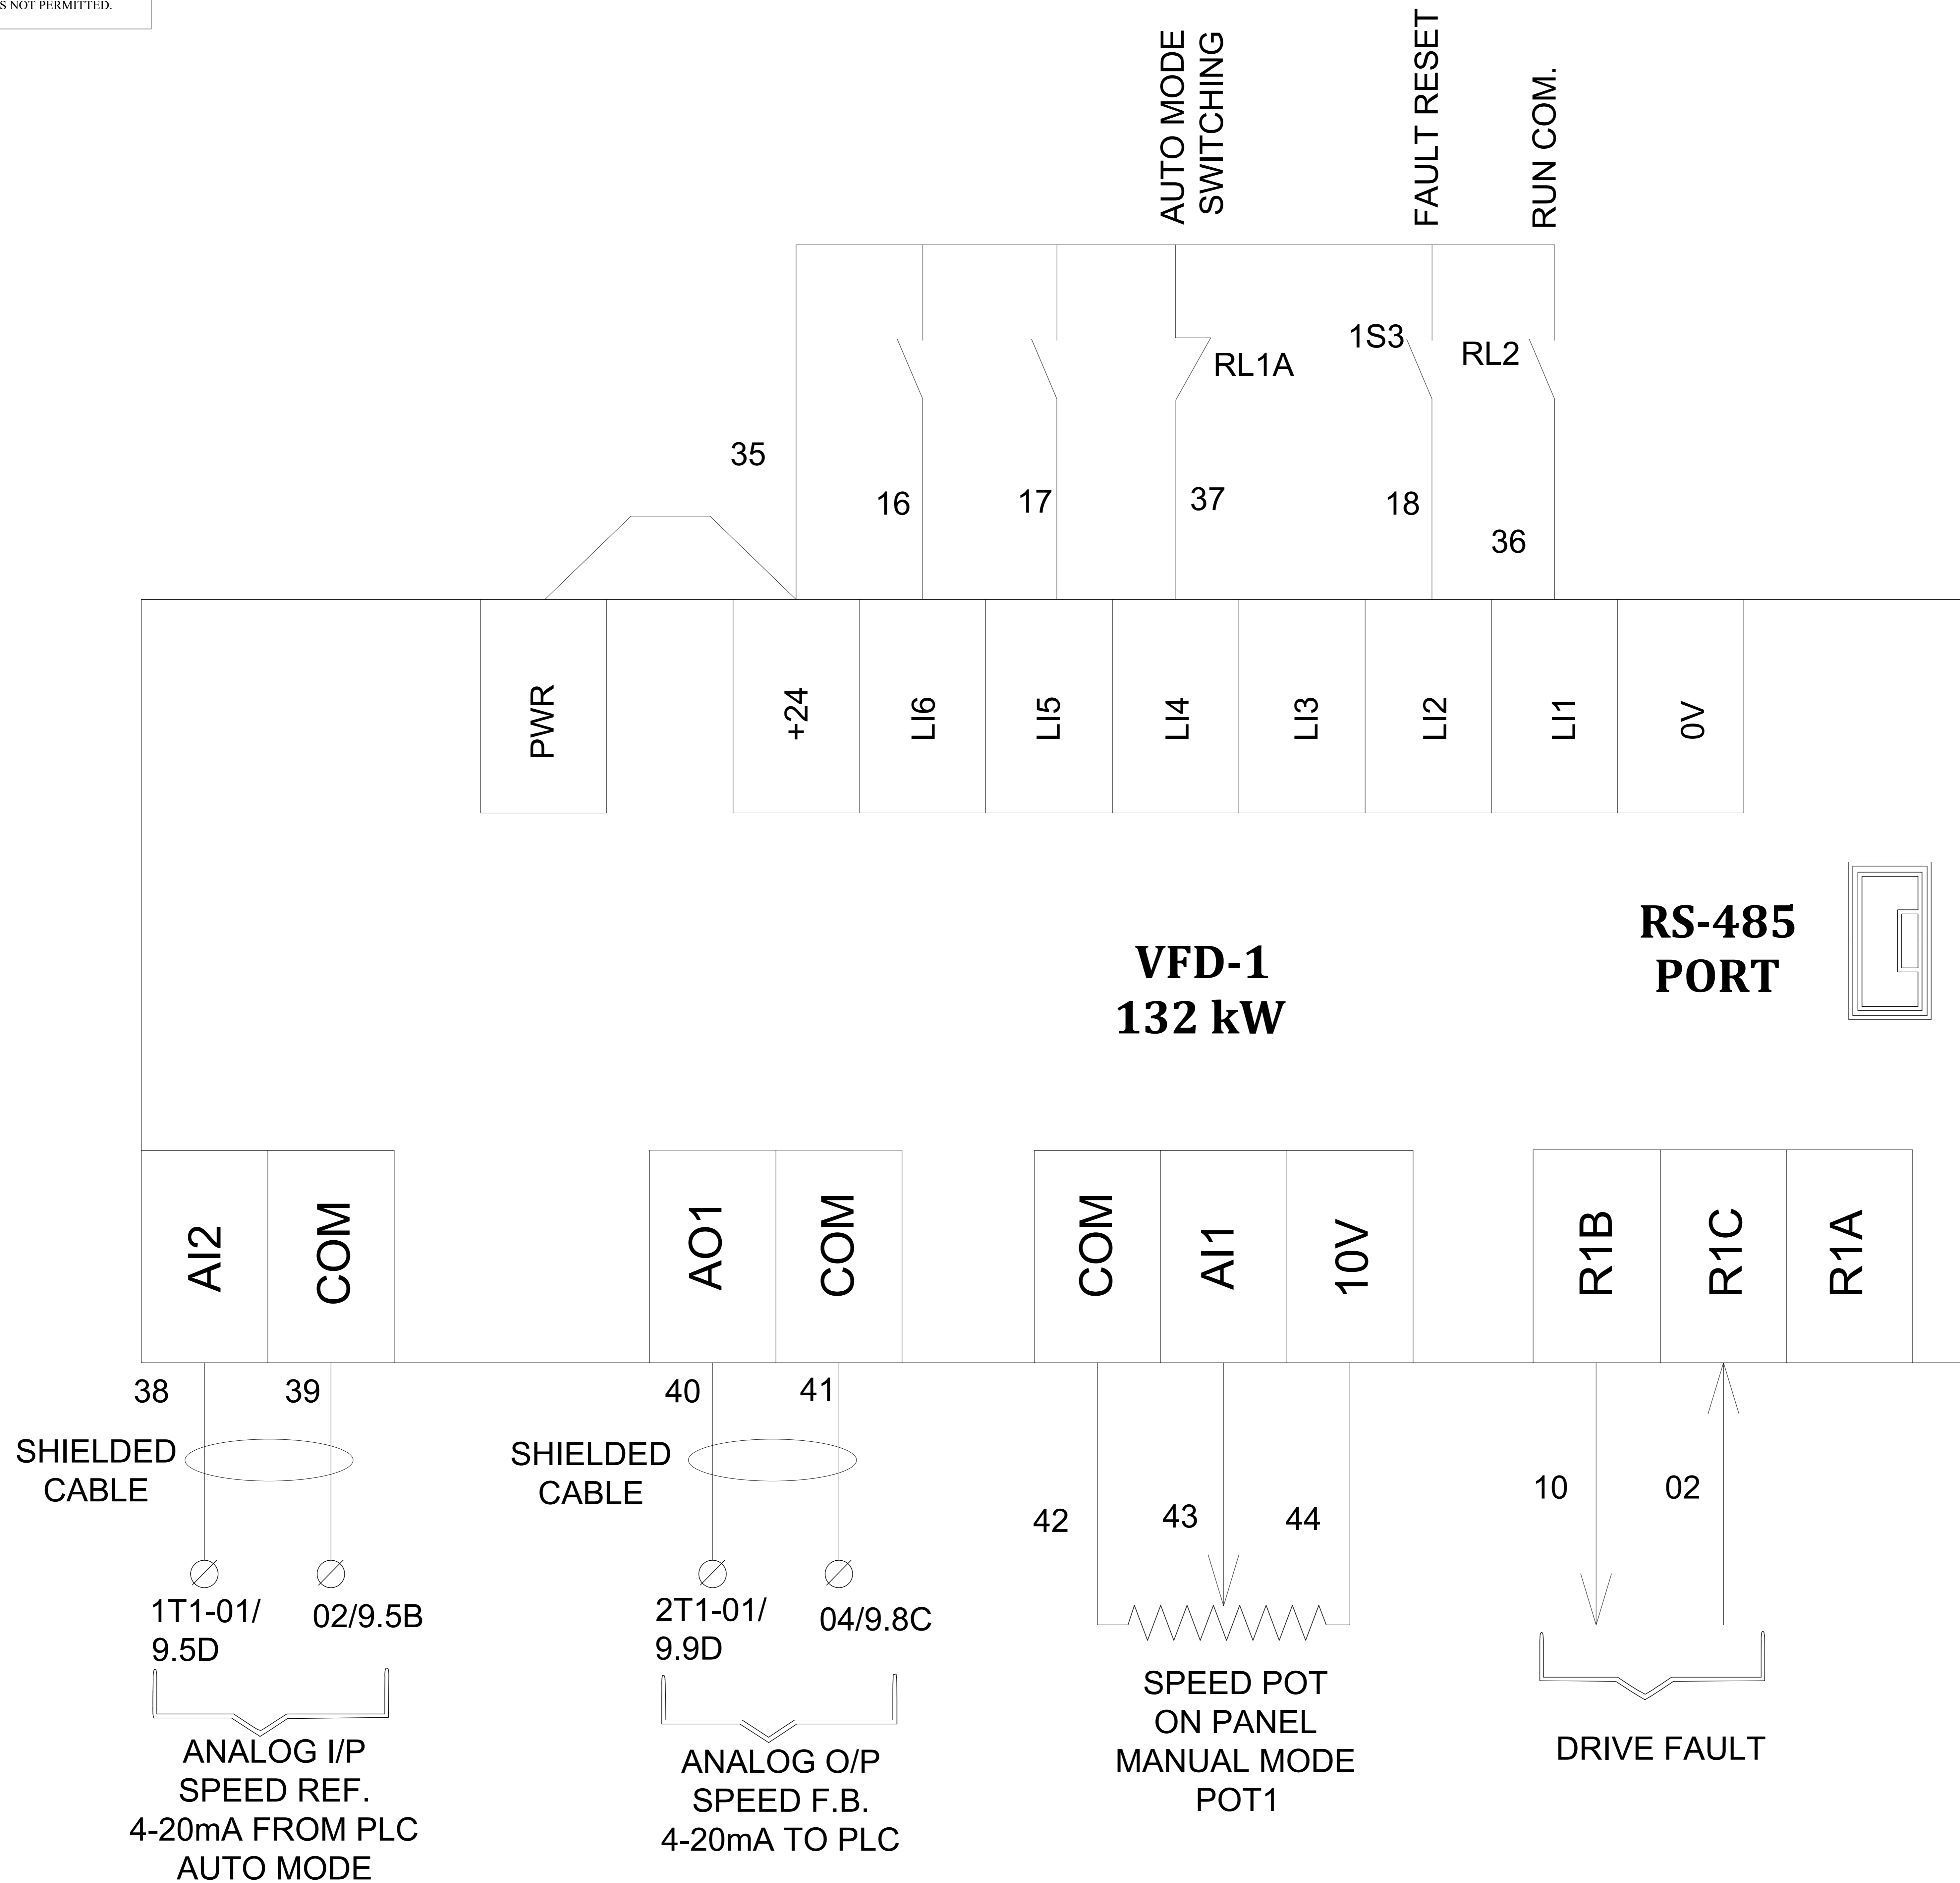 S NOT PERMITTED.
AUTO MODE
SWITCHING
FAULT RESET
RUN COM.
1S3
RL2
RL1A
35
16
17
37
18
36
PWR
+24
LI6
LI5
LI4
LI3
LI2
LI1
0V
RS-485
PORT
VFD-1
132 kW
AI2
COM
AO1
COM
COM
AI1
10V
R1B
R1C
R1A
38
39
40
41
SHIELDED
CABLE
SHIELDED
CABLE
42
43
44
10
02
1T1-01/
9.5D
02/9.5B
2T1-01/
9.9D
04/9.8C
ANALOG I/P
SPEED REF.
4-20mA FROM PLC
AUTO MODE
ANALOG O/P
SPEED F.B.
4-20mA TO PLC
SPEED POT
ON PANEL
MANUAL MODE
POT1
DRIVE FAULT